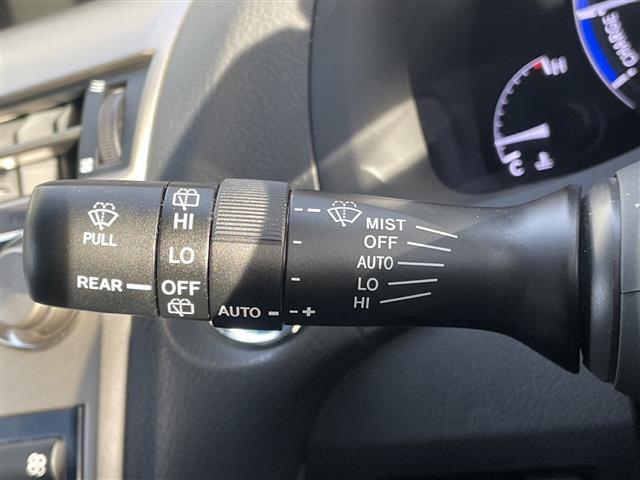 PULL
REAR
HI
LO
OFF
AUTO - - +
MIST
OFF
AUTO
LO
HI
CHARGE
H
C